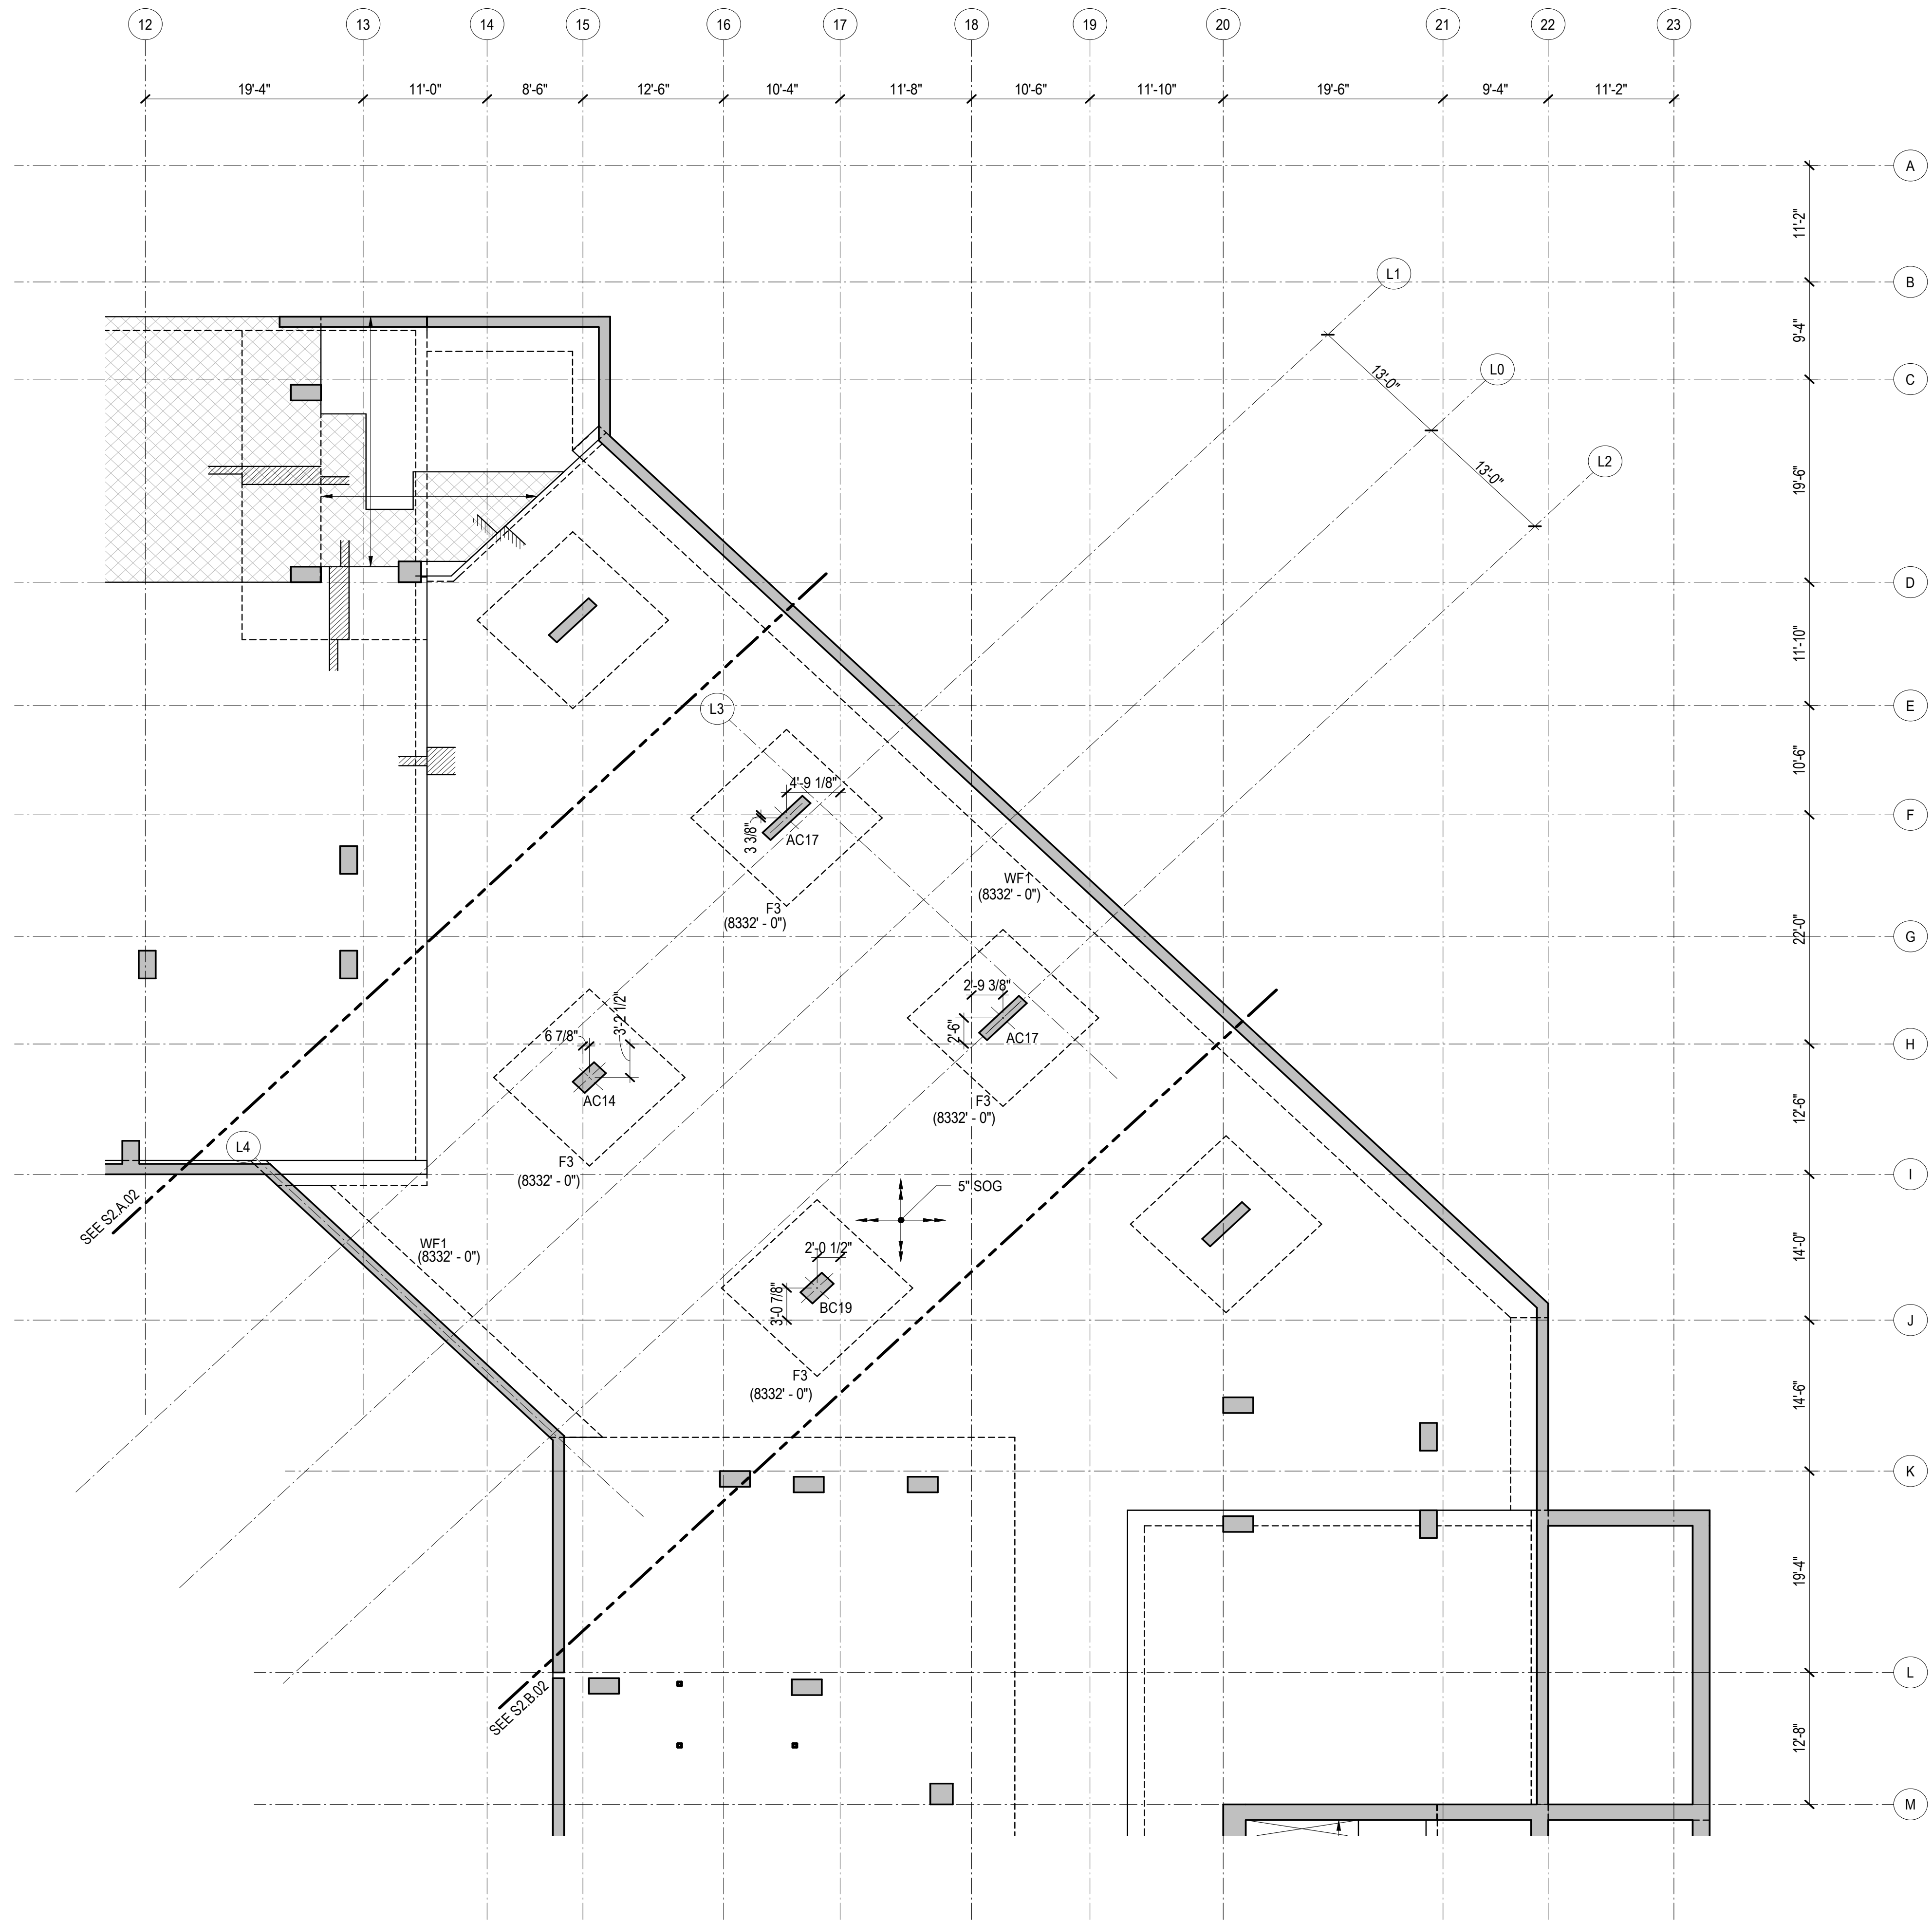 12
13
14
15
16
17
18
19
20
21
22
23
19'-4"
11'-0"
8'-6"
12'-6"
10'-4"
11'-8"
10'-6"
11'-10"
19'-6"
9'-4"
11'-2"
A
11'-2"
B
9'-4"
C
19'-6"
D
11'-10"
E
10'-6"
F
22'-0"
G
H
12'-6"
I
14'-0"
J
14'-6"
K
19'-4"
L
12'-8"
M
L1
13'-0"
L0
13'-0"
L2
L3
4'-9 1/8"
3 3/8"
AC17
F3
(8332' - 0")
WF1
(8332' - 0")
2'-9 3/8"
2'-6"
AC17
F3
(8332' - 0")
6 7/8"
3'-2 1/2"
AC14
F3
(8332' - 0")
L4
SEE S2.A.02
WF1
(8332' - 0")
5" SOG
2'-0 1/2"
3'-0 7/8"
BC19
F3
(8332' - 0")
SEE S2.B.02